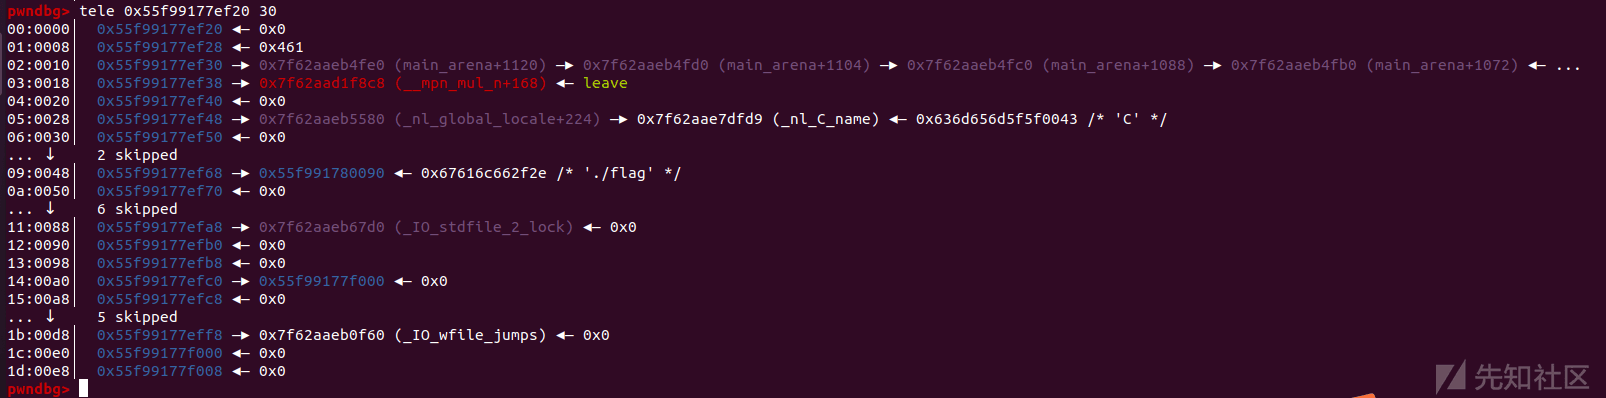 pwndbg> tele 0x55f99177ef20 30
00:0000│  0x55f99177ef20 ◂— 0x0
01:0008│  0x55f99177ef28 ◂— 0x461
02:0010│  0x55f99177ef30 —▸ 0x7f62aaeb4fe0 (main_arena+1120) —▸ 0x7f62aaeb4fd0 (main_arena+1104) —▸ 0x7f62aaeb4fc0 (main_arena+1088) —▸ 0x7f62aaeb4fb0 (main_arena+1072) ◂— ...
03:0018│  0x55f99177ef38 —▸ 0x7f62aad1f8c8 (__mpn_mul_n+168) ◂— leave
04:0020│  0x55f99177ef40 ◂— 0x0
05:0028│  0x55f99177ef48 —▸ 0x7f62aaeb5580 (_nl_global_locale+224) —▸ 0x7f62aae7dfd9 (_nl_C_name) ◂— 0x636d656d5f5f0043 /* 'C' */
06:0030│  0x55f99177ef50 ◂— 0x0
... ↓     2 skipped
09:0048│  0x55f99177ef68 —▸ 0x55f991780090 ◂— 0x67616c662f2e /* './flag' */
0a:0050│  0x55f99177ef70 ◂— 0x0
... ↓     6 skipped
11:0088│  0x55f99177efa8 —▸ 0x7f62aaeb67d0 (_IO_stdfile_2_lock) ◂— 0x0
12:0090│  0x55f99177efb0 ◂— 0x0
13:0098│  0x55f99177efb8 ◂— 0x0
14:00a0│  0x55f99177efc0 —▸ 0x55f99177f000 ◂— 0x0
15:00a8│  0x55f99177efc8 ◂— 0x0
... ↓     5 skipped
1b:00d8│  0x55f99177eff8 —▸ 0x7f62aaeb0f60 (_IO_wfile_jumps) ◂— 0x0
1c:00e0│  0x55f99177f000 ◂— 0x0
1d:00e8│  0x55f99177f008 ◂— 0x0
pwndbg>
先知社区